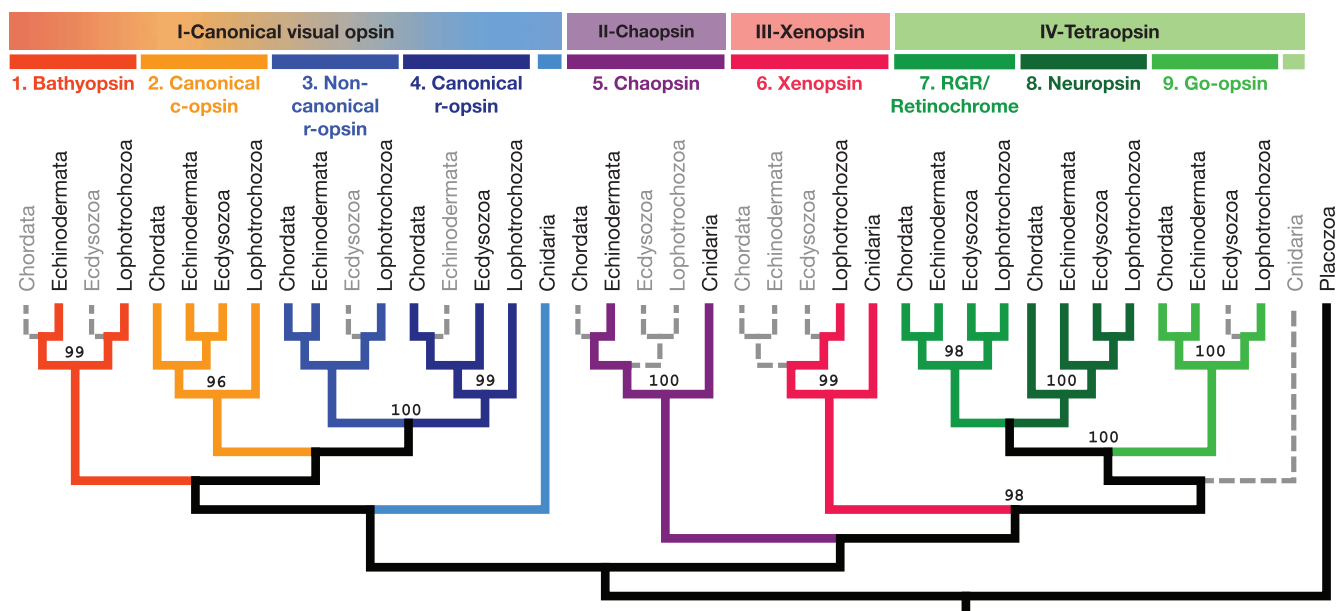 I-Canonical visual opsin
II-Chaopsin
III-Xenopsin
IV-Tetraopsin
1. Bathyopsin
2. Canonical
c-opsin
3. Non-
canonical
r-opsin
4. Canonical
r-opsin
5. Chaopsin
6. Xenopsin
7. RGR/
Retinochrome
8. Neuropsin
9. Go-opsin
Chordata
Echinodermata
Ecdysozoa
Lophotrochozoa
Chordata
Echinodermata
Ecdysozoa
Lophotrochozoa
Chordata
Echinodermata
Ecdysozoa
Lophotrochozoa
Chordata
Echinodermata
Ecdysozoa
Lophotrochozoa
Cnidaria
Chordata
Echinodermata
Ecdysozoa
Lophotrochozoa
Cnidaria
Chordata
Echinodermata
Ecdysozoa
Lophotrochozoa
Cnidaria
Chordata
Echinodermata
Ecdysozoa
Lophotrochozoa
Chordata
Echinodermata
Ecdysozoa
Lophotrochozoa
Chordata
Echinodermata
Ecdysozoa
Lophotrochozoa
Cnidaria
Placozoa
99
96
100
99
100
99
98
100
100
100
98